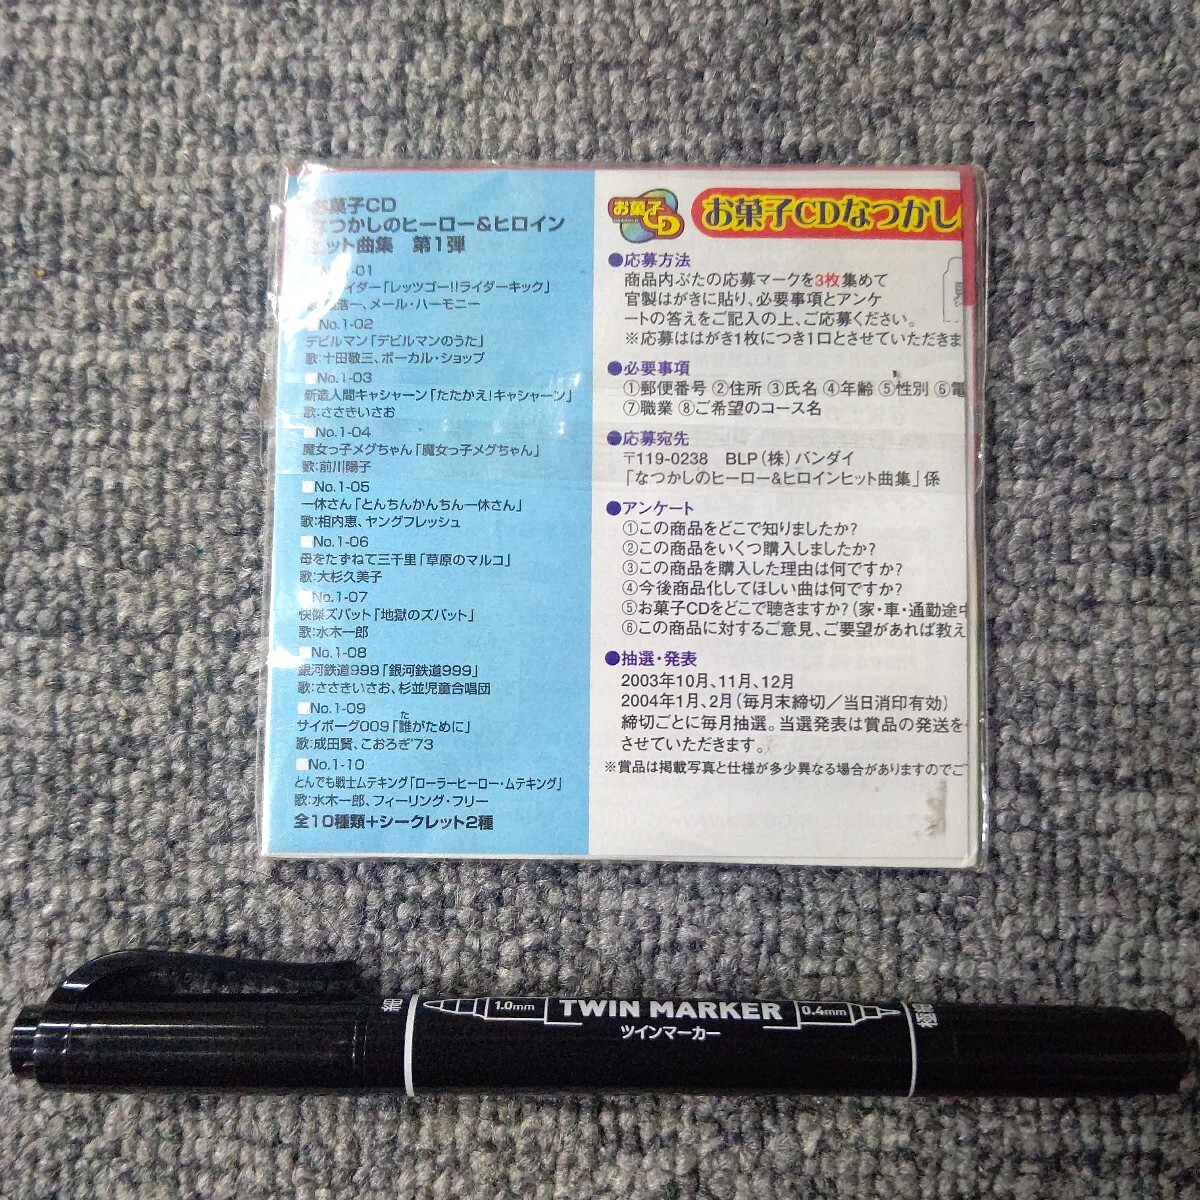 お菓子CD
なつかしのヒーロー&ヒロイン
ヒット曲集 第1弾
-01
イダー「レッツゴー!!ライダーキック」
浩一、メール・ハーモニー
■No.1-02
デビルマン「デビルマンのうた」
歌:十田敬三、ボーカル・ショップ
■No.1-03
新造人間キャシャーン「たたかえ!キャシャーン」
歌:ささきいさお
■No.1-04
魔女っ子メグちゃん「魔女っ子メグちゃん」
歌:前川陽子
■No.1-05
一休さん「とんちんかんちん一休さん」
歌:相内恵、ヤングフレッシュ
■No.1-06
母をたずねて三千里「草原のマルコ」
歌:大杉久美子
■No.1-07
快傑ズバット「地獄のズバット」
歌:水木一郎
■No.1-08
銀河鉄道999「銀河鉄道999」
歌:ささきいさお、杉並児童合唱団
■No.1-09
サイボーグ009「誰がために」
た
歌:成田賢、こおろぎ'73
■No.1-10
とんでも戦士ムテキング「ローラーヒーロー・ムテキング」
歌:水木一郎、フィーリング・フリー
全10種類+シークレット2種
お菓子CD
お菓子CDなつかし
●応募方法
商品内ぶたの応募マークを3枚集めて
官製はがきに貼り、必要事項とアンケ
ートの答えをご記入の上、ご応募ください。
※応募ははがき1枚につき1口とさせていただきま
●必要事項
①郵便番号 ②住所 ③氏名 ④年齢 ⑤性別 ⑥電
⑦職業 ⑧ご希望のコース名
●応募宛先
〒119-0238 BLP(株)バンダイ
「なつかしのヒーロー&ヒロインヒット曲集」係
●アンケート
①この商品をどこで知りましたか?
②この商品をいくつ購入しましたか?
③この商品を購入した理由は何ですか?
④今後商品化してほしい曲は何ですか?
⑤お菓子CDをどこで聴きますか?(家・車・通勤途中
⑥この商品に対するご意見、ご要望があれば教え
●抽選・発表
2003年10月、11月、12月
2004年1月、2月(毎月末締切/当日消印有効)
締切ごとに毎月抽選。当選発表は賞品の発送を
させていただきます。
※賞品は掲載写真と仕様が多少異なる場合がありますのでご
細
1.0mm TWIN MARKER 0.4mm
ツインマーカー
極細